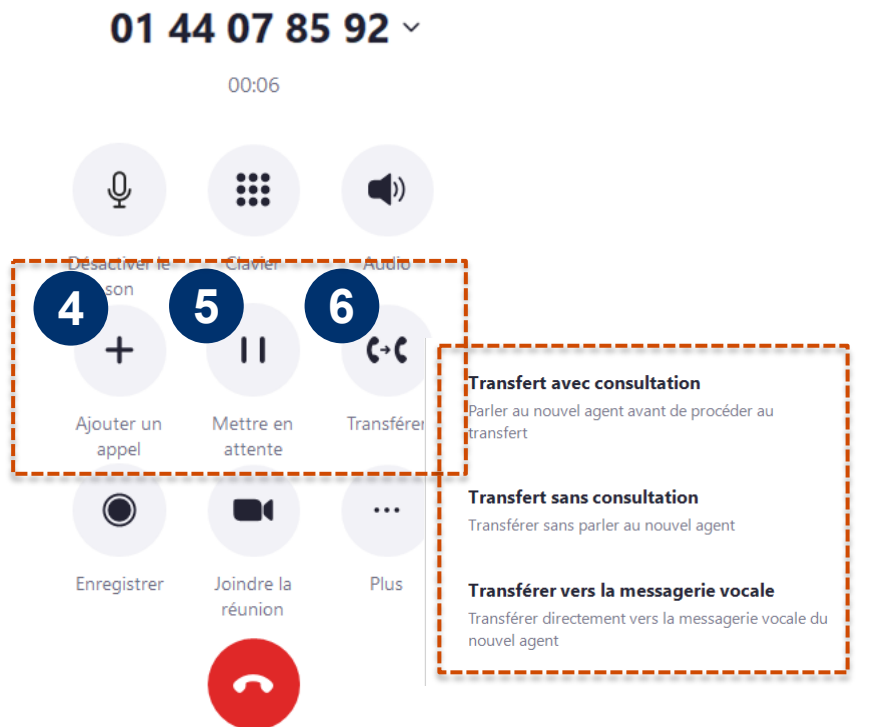 01 44 07 85 92
00:06
Désactiver le
son
Clavier
Audio
4
5
6
Ajouter un
appel
Mettre en
attente
Transférer
Transfert avec consultation
Parler au nouvel agent avant de procéder au
transfert
Transfert sans consultation
Transférer sans parler au nouvel agent
Transférer vers la messagerie vocale
Transférer directement vers la messagerie vocale du
nouvel agent
Enregistrer
Joindre la
réunion
Plus